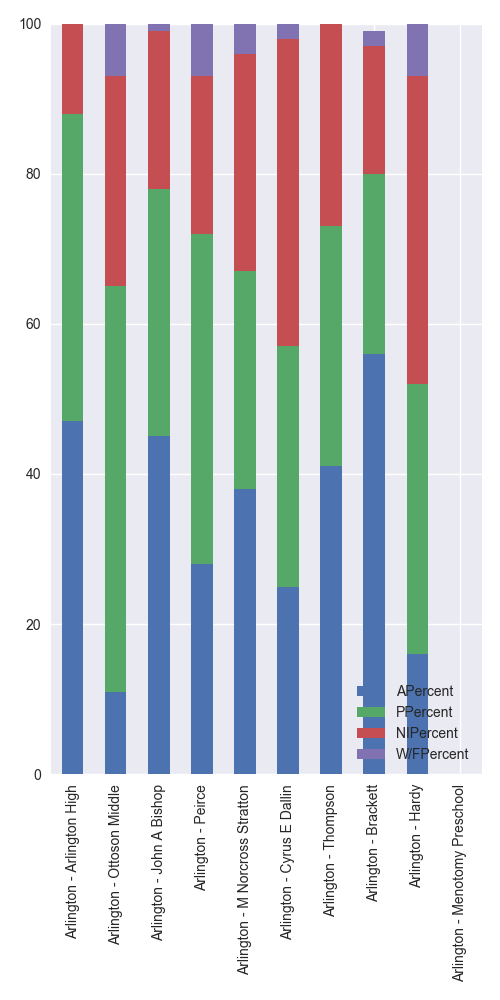 100
80
60
40
20
0
APercent
PPercent
NIPercent
W/FPercent
Arlington - Arlington High
Arlington - Ottoson Middle
Arlington - John A Bishop
Arlington - Peirce
Arlington - M Norcross Stratton
Arlington - Cyrus E Dallin
Arlington - Thompson
Arlington - Brackett
Arlington - Hardy
Arlington - Menotomy Preschool